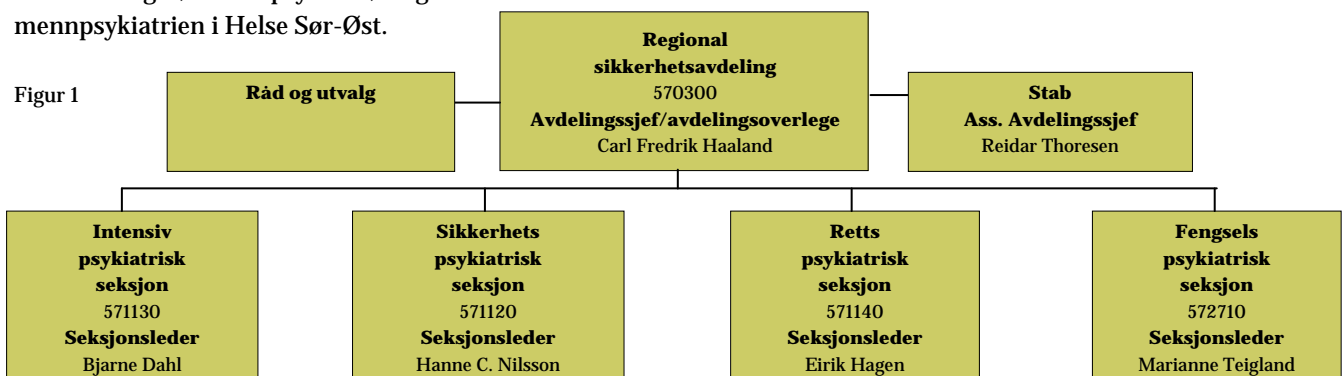 mennpsykiatrien i Helse Sør-Øst.
Figur 1
Råd og utvalg
Regional
sikkerhetsavdeling
570300
Avdelingssjef/avdelingsoverlege
Carl Fredrik Haaland
Stab
Ass. Avdelingssjef
Reidar Thoresen
Intensiv
psykiatrisk
seksjon
571130
Seksjonsleder
Bjarne Dahl
Sikkerhets
psykiatrisk
seksjon
571120
Seksjonsleder
Hanne C. Nilsson
Retts
psykiatrisk
seksjon
571140
Seksjonsleder
Eirik Hagen
Fengsels
psykiatrisk
seksjon
572710
Seksjonsleder
Marianne Teigland